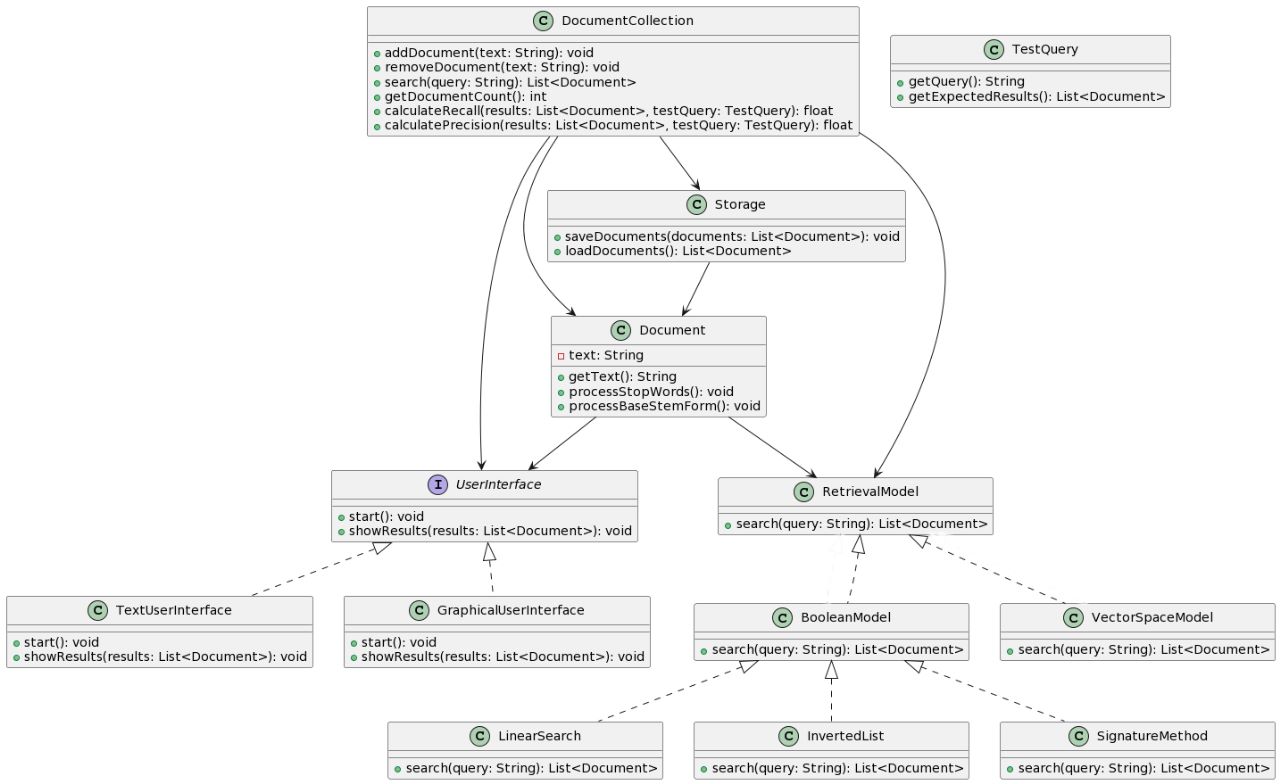 C DocumentCollection
addDocument(text: String): void
removeDocument(text: String): void
search(query: String): List<Document>
getDocumentCount(): int
calculateRecall(results: List<Document>, testQuery: TestQuery): float
calculatePrecision(results: List<Document>, testQuery: TestQuery): float
C TestQuery
getQuery(): String
getExpectedResults(): List<Document>
C Storage
saveDocuments(documents: List<Document>): void
loadDocuments(): List<Document>
C Document
text: String
getText(): String
processStopWords(): void
processBaseStemForm(): void
I UserInterface
start(): void
showResults(results: List<Document>): void
C RetrievalModel
search(query: String): List<Document>
C TextUserInterface
start(): void
showResults(results: List<Document>): void
C GraphicalUserInterface
start(): void
showResults(results: List<Document>): void
C BooleanModel
search(query: String): List<Document>
C VectorSpaceModel
search(query: String): List<Document>
C LinearSearch
search(query: String): List<Document>
C InvertedList
search(query: String): List<Document>
C SignatureMethod
search(query: String): List<Document>